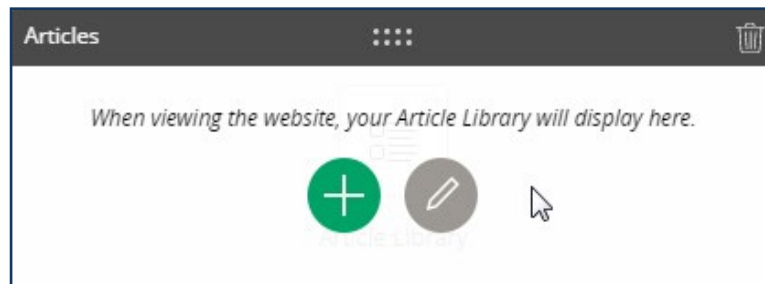 Articles
When viewing the website, your Article Library will display here.
Article Library